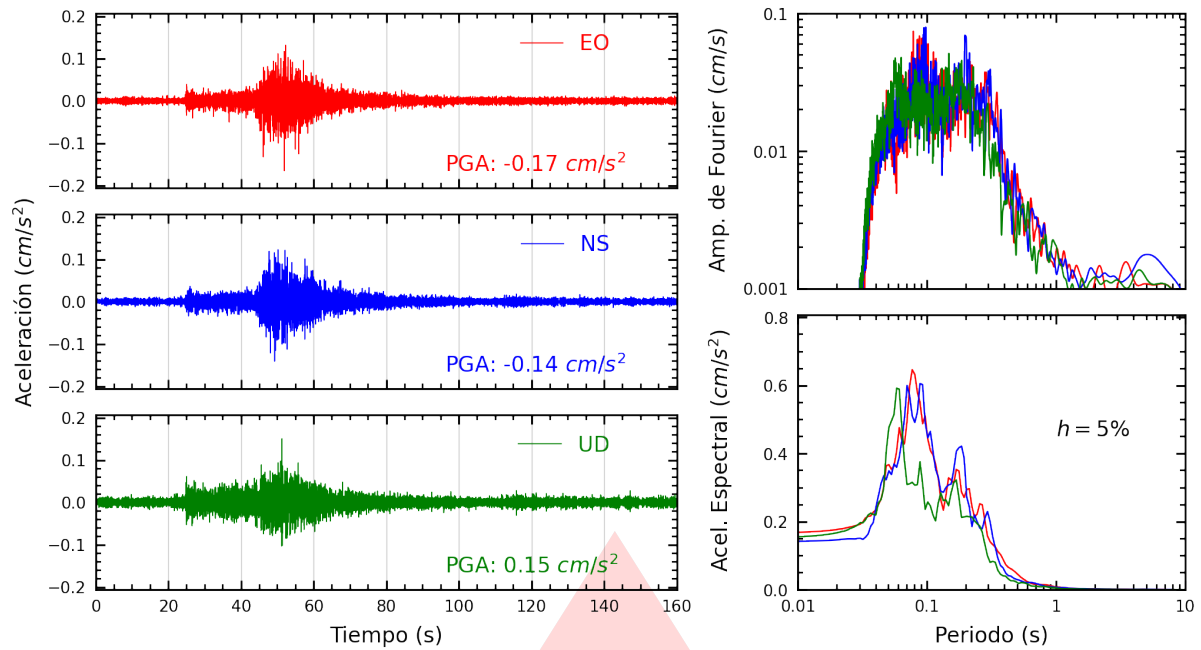 Aceleración (cm/s²)
0.2
0.1
0.0
−0.1
−0.2
EO
PGA: -0.17 cm/s²
0.2
0.1
0.0
−0.1
−0.2
NS
PGA: -0.14 cm/s²
0.2
0.1
0.0
−0.1
−0.2
UD
PGA: 0.15 cm/s²
0 20 40 60 80 100 120 140 160
Tiempo (s)
Amp. de Fourier (cm/s)
0.1
0.01
0.001
Acel. Espectral (cm/s²)
0.8
0.6
0.4
0.2
0.0
h = 5%
0.01 0.1 1 10
Periodo (s)